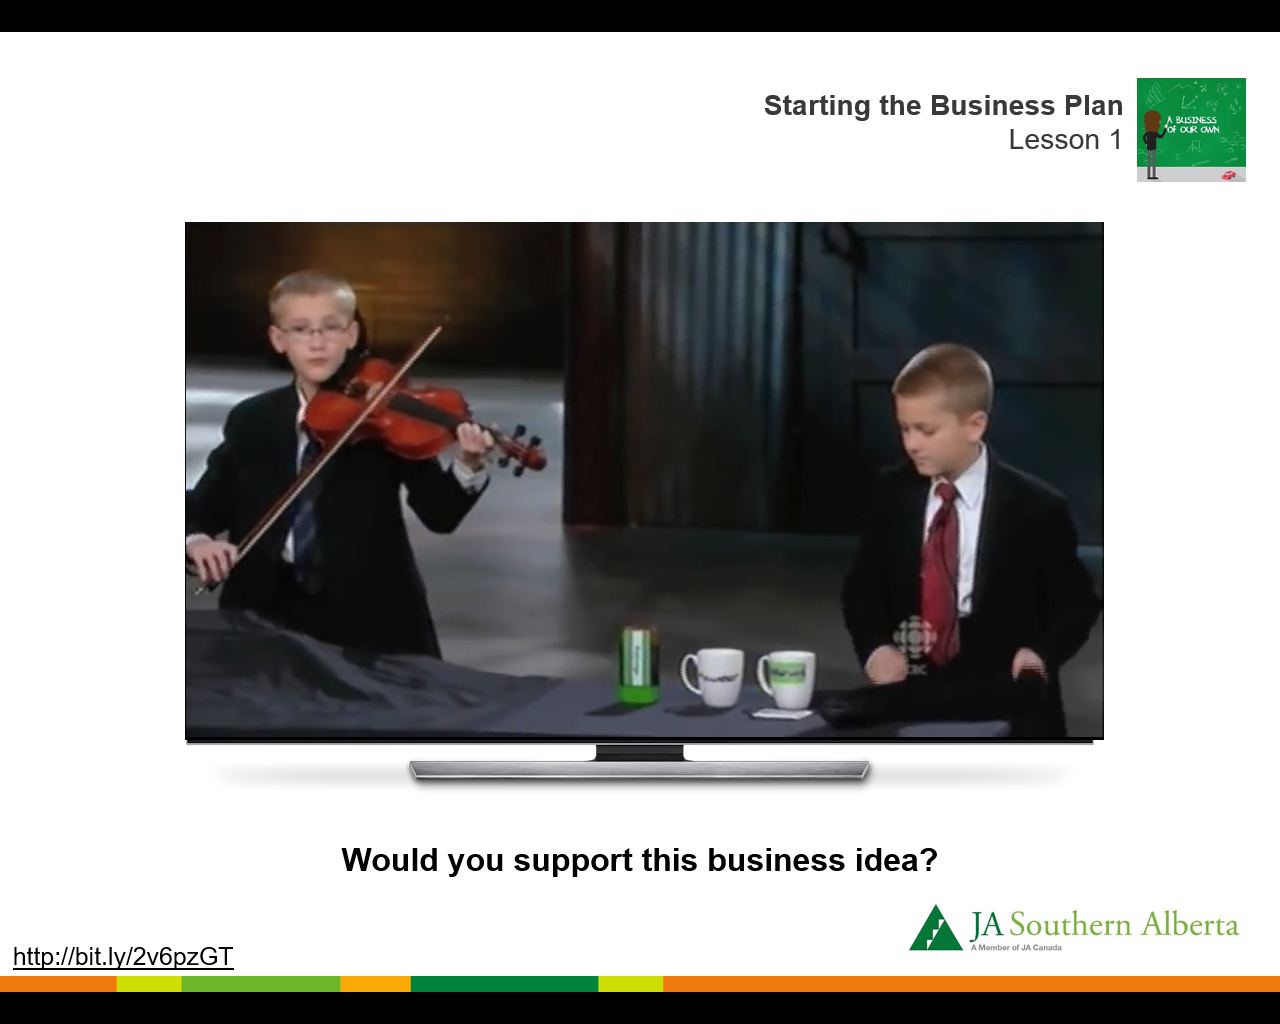 Starting the Business Plan
Lesson 1
A BUSINESS
OF OUR OWN
Would you support this business idea?
JA Southern Alberta
A Member of JA Canada
http://bit.ly/2v6pzGT